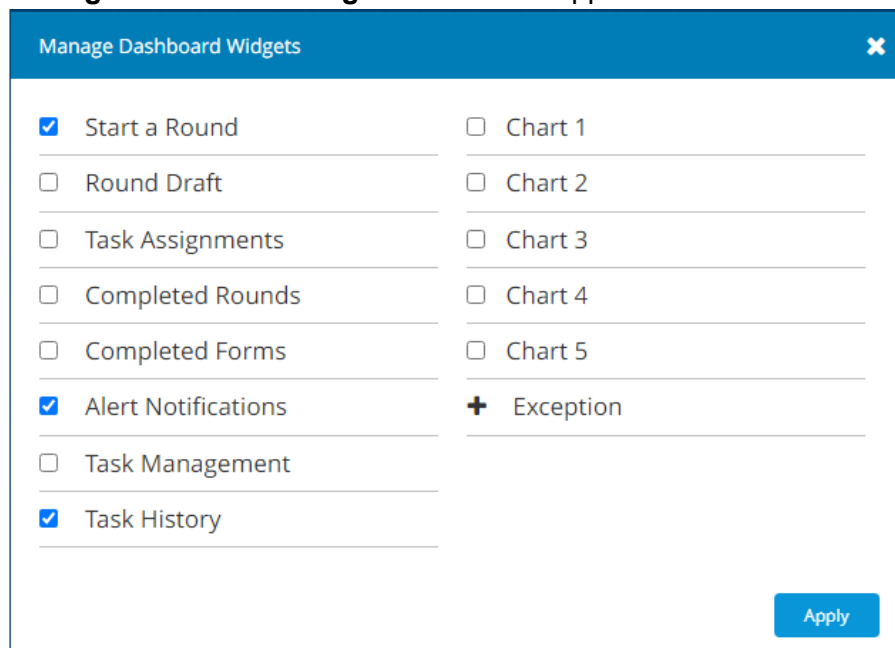 Manage Dashboard Widgets
Start a Round
Round Draft
Task Assignments
Completed Rounds
Completed Forms
Alert Notifications
Task Management
Task History
Chart 1
Chart 2
Chart 3
Chart 4
Chart 5
Exception
Apply